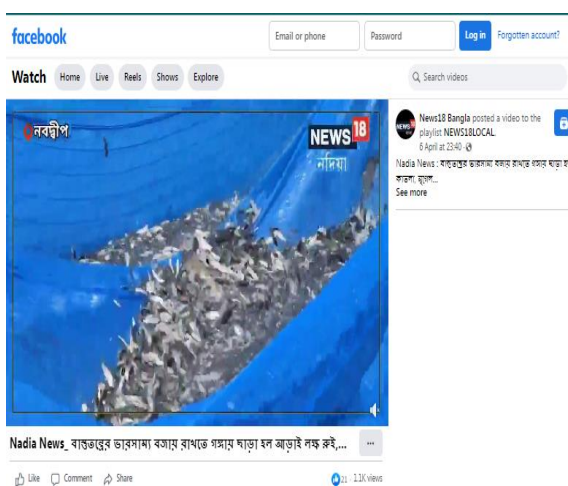 facebook
Email or phone
Password
Log in
Forgotten account?
Watch
Home
Live
Reels
Shows
Explore
Search videos
নবদ্বীপ
NEWS 18
নদিয়া
News18 Bangla posted a video to the
playlist NEWS18LOCAL.
6 April at 23:40
Nadia News : বাস্তুতন্ত্রের ভারসাম্য বজায় রাখতে গঙ্গায় ছাড়া হ
কাতলা, মৃগেল...
See more
Nadia News_ বাস্তুতন্ত্রের ভারসাম্য বজায় রাখতে গঙ্গায় ছাড়া হল আড়াই লক্ষ রুই,...
Like
Comment
Share
21
1.1K views